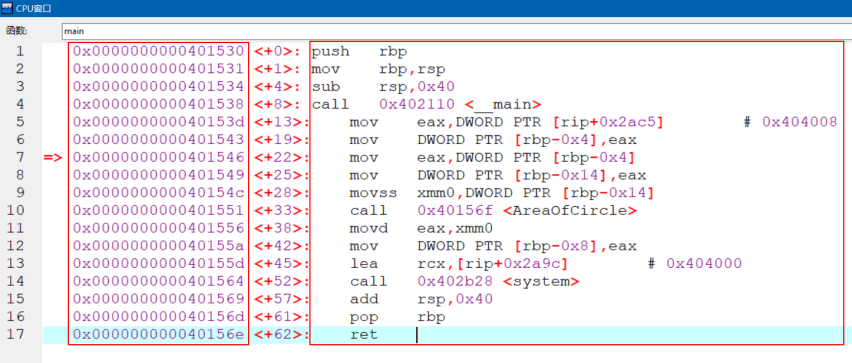 CPU窗口
函数: main
1 0x0000000000401530 <+0>: push rbp
2 0x0000000000401531 <+1>: mov rbp,rsp
3 0x0000000000401534 <+4>: sub rsp,0x40
4 0x0000000000401538 <+8>: call 0x402110 <__main>
5 0x000000000040153d <+13>: mov eax,DWORD PTR [rip+0x2ac5] # 0x404008
6 0x0000000000401543 <+19>: mov DWORD PTR [rbp-0x4],eax
7 => 0x0000000000401546 <+22>: mov eax,DWORD PTR [rbp-0x4]
8 0x0000000000401549 <+25>: mov DWORD PTR [rbp-0x14],eax
9 0x000000000040154c <+28>: movss xmm0,DWORD PTR [rbp-0x14]
10 0x0000000000401551 <+33>: call 0x40156f <AreaOfCircle>
11 0x0000000000401556 <+38>: movd eax,xmm0
12 0x000000000040155a <+42>: mov DWORD PTR [rbp-0x8],eax
13 0x000000000040155d <+45>: lea rcx,[rip+0x2a9c] # 0x404000
14 0x0000000000401564 <+52>: call 0x402b28 <system>
15 0x0000000000401569 <+57>: add rsp,0x40
16 0x000000000040156d <+61>: pop rbp
17 0x000000000040156e <+62>: ret